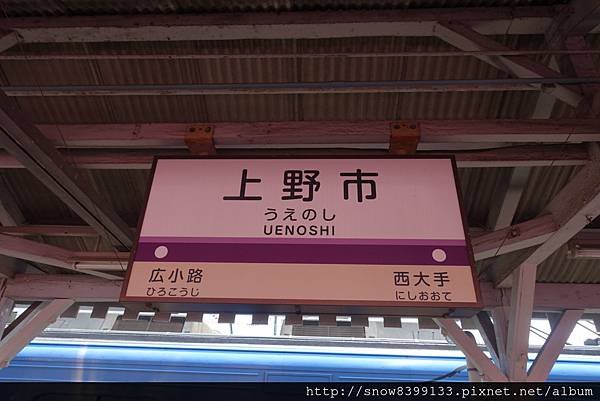 上野市
うえのし
UENOSHI
広小路
ひろこうじ
西大手
にしおおて
http://snow8399133.pixnet.net/album